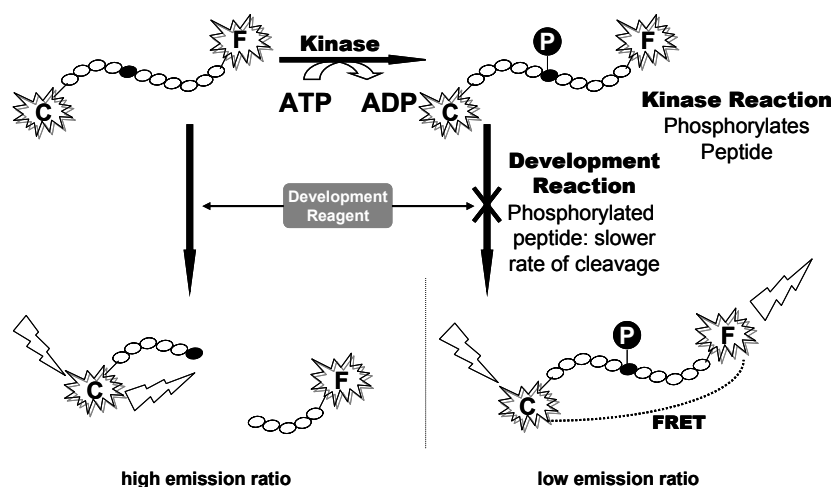 F
Kinase
P
F
ATP ADP
C
C
Kinase Reaction
Phosphorylates
Peptide
Development
Reagent
Development
Reaction
Phosphorylated
peptide: slower
rate of cleavage
C
F
P
F
C
FRET
high emission ratio
low emission ratio